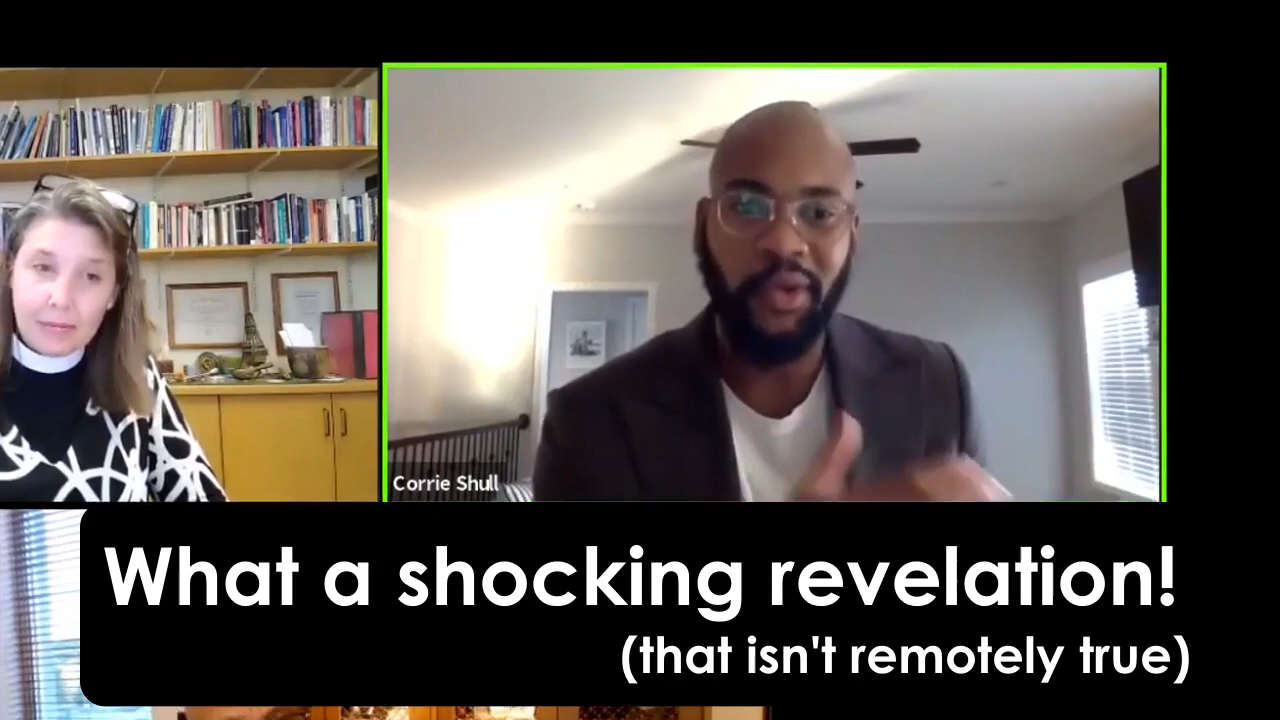 Corrie Shull
What a shocking revelation!
(that isn't remotely true)